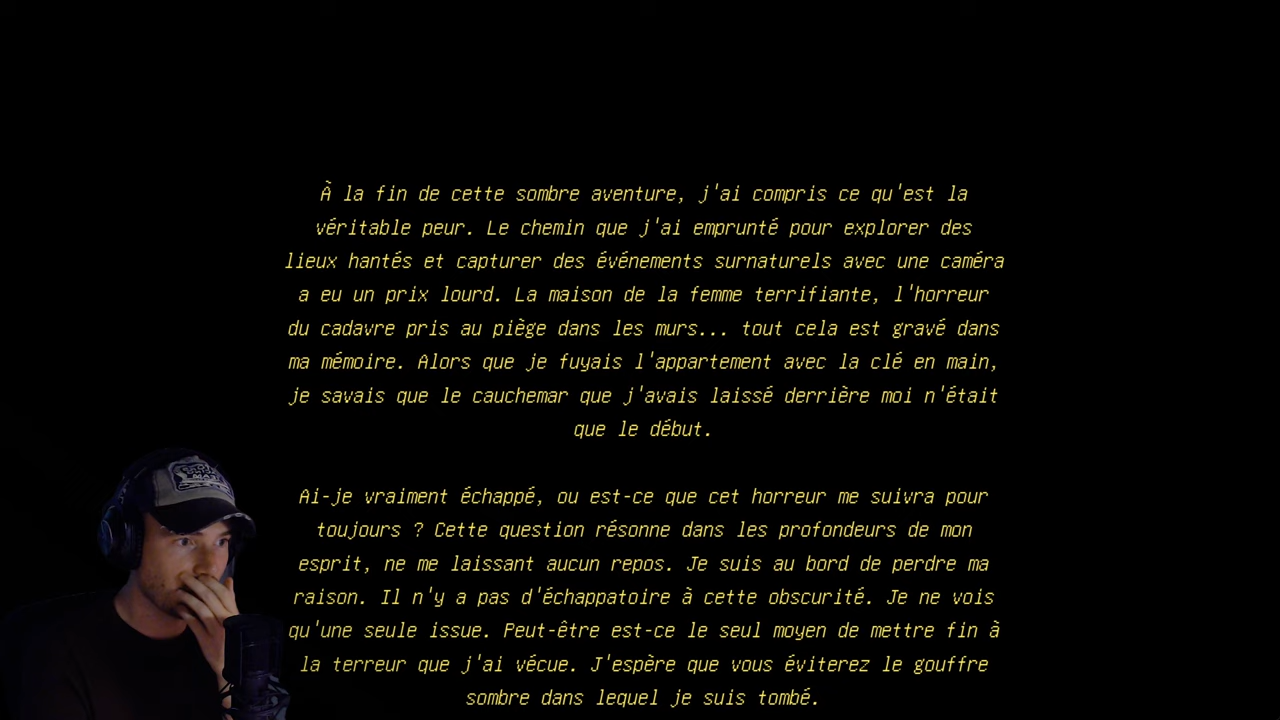 À la fin de cette sombre aventure, j'ai compris ce qu'est la
véritable peur. Le chemin que j'ai emprunté pour explorer des
lieux hantés et capturer des événements surnaturels avec une caméra
a eu un prix lourd. La maison de la femme terrifiante, l'horreur
du cadavre pris au piège dans les murs... tout cela est gravé dans
ma mémoire. Alors que je fuyais l'appartement avec la clé en main,
je savais que le cauchemar que j'avais laissé derrière moi n'était
que le début.
Ai-je vraiment échappé, ou est-ce que cet horreur me suivra pour
toujours ? Cette question résonne dans les profondeurs de mon
esprit, ne me laissant aucun repos. Je suis au bord de perdre ma
raison. Il n'y a pas d'échappatoire à cette obscurité. Je ne vois
qu'une seule issue. Peut-être est-ce le seul moyen de mettre fin à
la terreur que j'ai vécue. J'espère que vous éviterez le gouffre
sombre dans lequel je suis tombé.